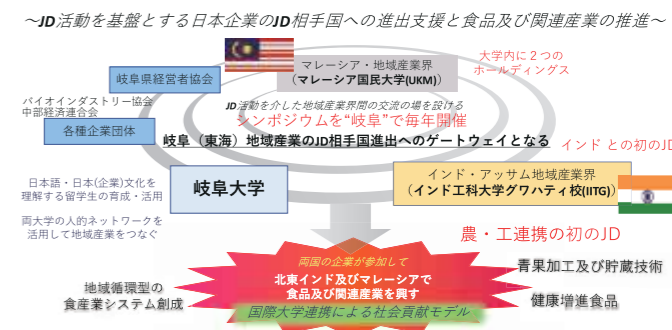 ～JD活動を基盤とする日本企業のJD相手国への進出支援と食品及び関連産業の推進～
岐阜県経営者協会
マレーシア・地域産業界
（マレーシア国民大学(UKM)）
大学内に２つの
ホールディングス
バイオインダストリー協会
中部経済連合会
各種企業団体
JD活動を介した地域産業界間の交流の場を設ける
シンポジウムを“岐阜”で毎年開催
岐阜（東海）地域産業のJD相手国進出へのゲートウェイとなる
インド との初のJD
日本語・日本(企業)文化を
理解する留学生の育成・活用
岐阜大学
インド・アッサム地域産業界
（インド工科大学グワハティ校(IITG)）
両大学の人的ネットワークを
活用して地域産業をつなぐ
農・工連携の初のJD
両国の企業が参加して
北東インド及びマレーシアで
食品及び関連産業を興す
国際大学連携による社会貢献モデル
地域循環型の
食産業システム創成
青果加工及び貯蔵技術
健康増進食品